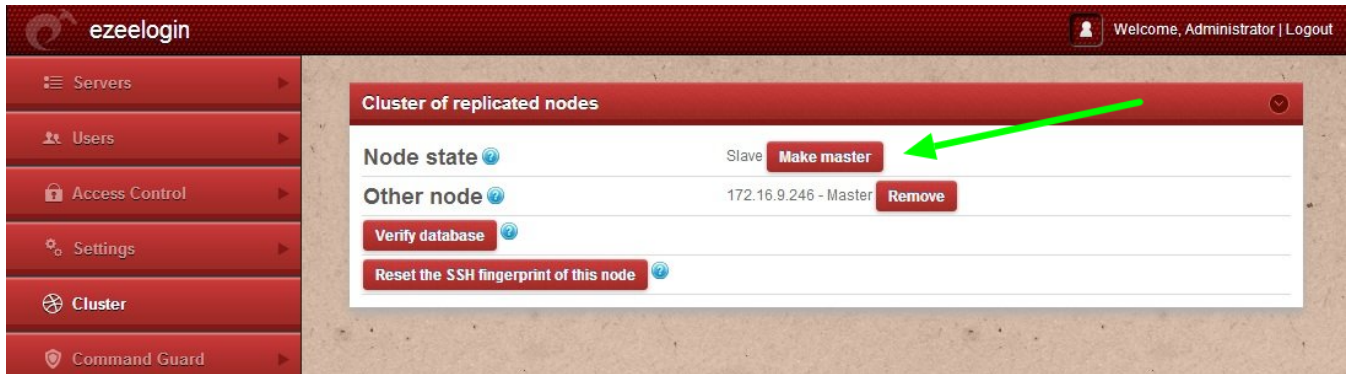 ezeelogin
Welcome, Administrator | Logout
Servers
Users
Access Control
Settings
Cluster
Command Guard
Cluster of replicated nodes
Node state ? Slave Make master
Other node ? 172.16.9.246 - Master Remove
Verify database ?
Reset the SSH fingerprint of this node ?